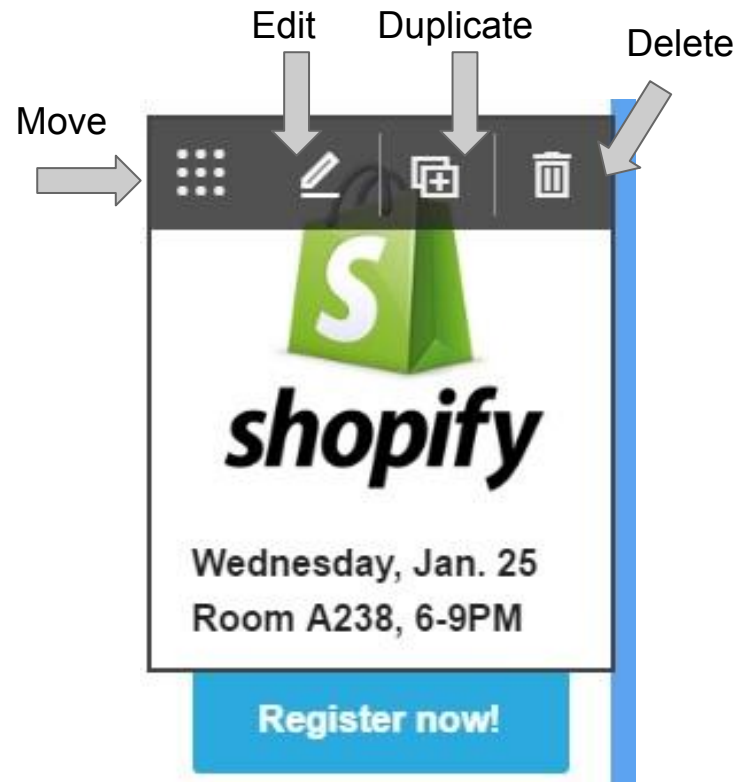 Edit Duplicate
Delete
Move
S
shopify
Wednesday, Jan. 25
Room A238, 6-9PM
Register now!